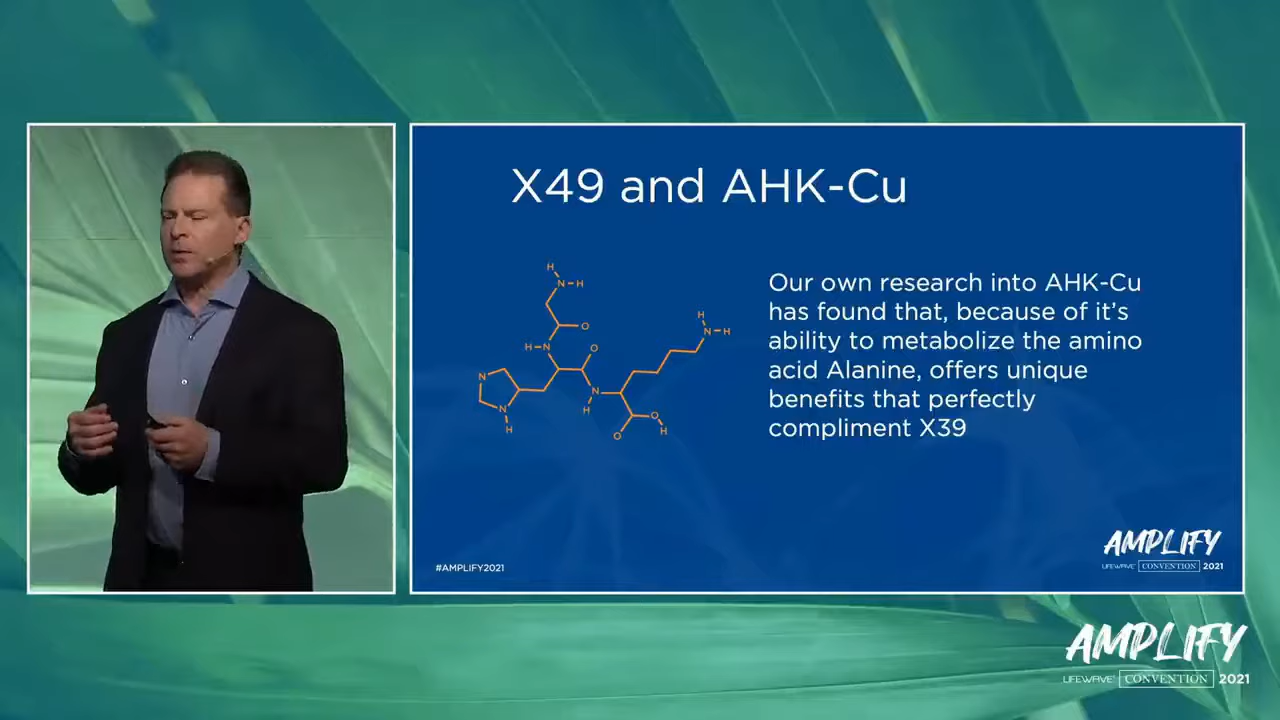 X49 and AHK-Cu
H
N-H
O
H-N
O
N
N
H
H
N-H
N
H
O
H
O
Our own research into AHK-Cu
has found that, because of it's
ability to metabolize the amino
acid Alanine, offers unique
benefits that perfectly
compliment X39
#AMPLIFY2021
AMPLIFY
LIFEWAVE CONVENTION 2021
AMPLIFY
LIFEWAVE CONVENTION 2021